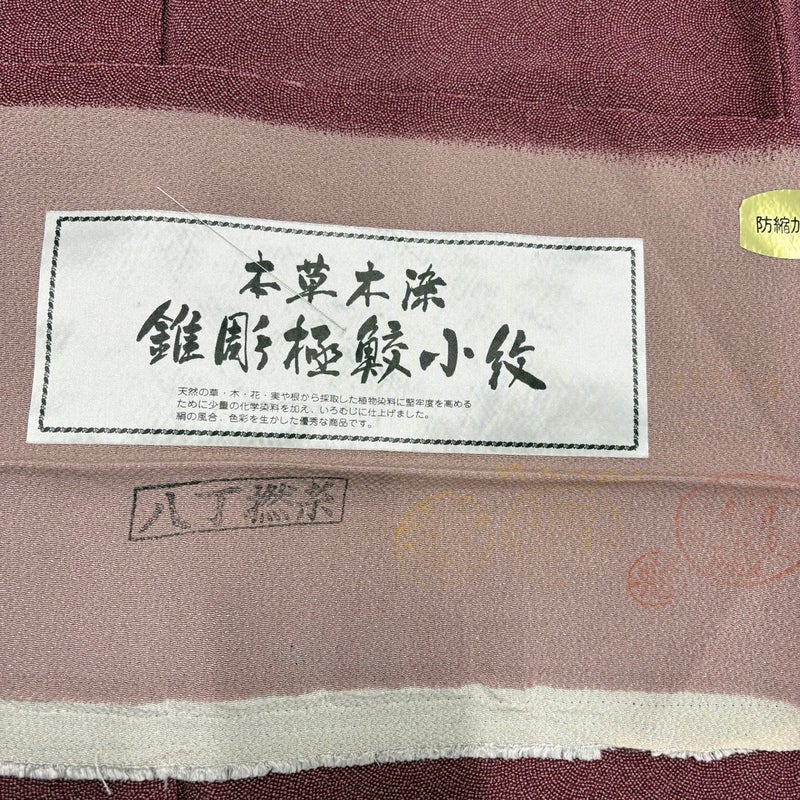 本草木染
錐彫極鮫小紋
天然の草・木・花・実や根から採取した植物染料に堅牢度を高める
ために少量の化学染料を加え、いろむじに仕上げました。
絹の風合、色彩を生かした優秀な商品です。
防縮加
八丁撚糸